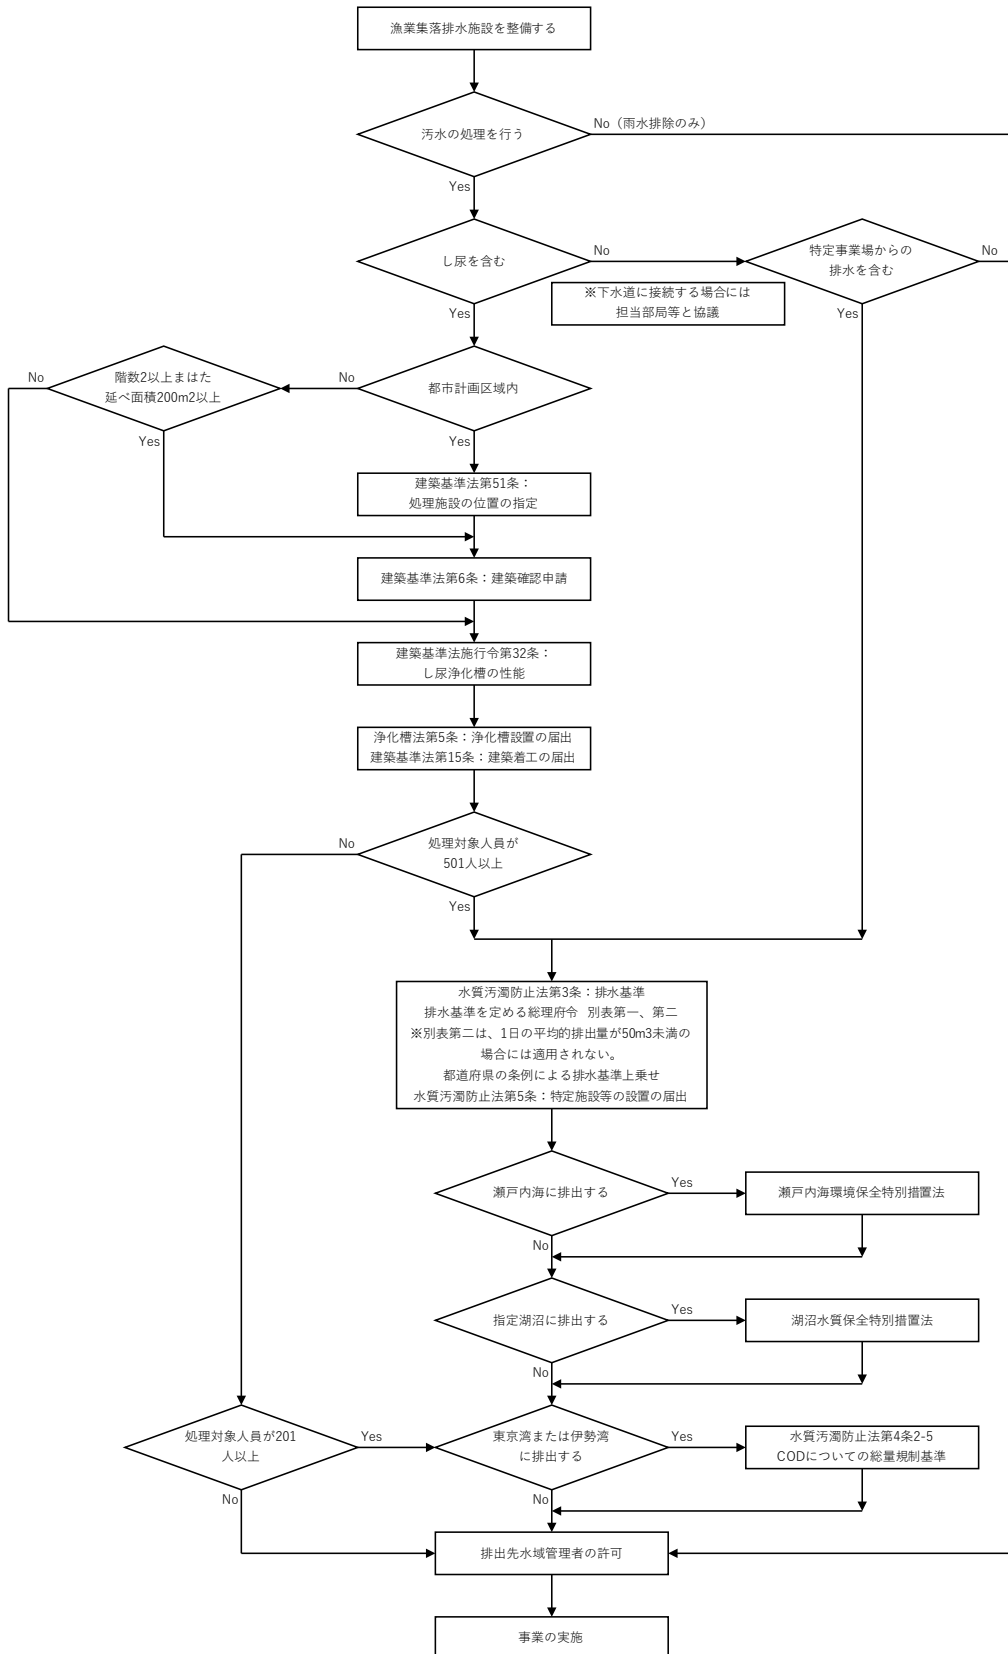 漁業集落排水施設を整備する
汚水の処理を行う
No（雨水排除のみ）
Yes
し尿を含む
No
特定事業場からの
排水を含む
No
※下水道に接続する場合には
担当部局等と協議
Yes
Yes
都市計画区域内
No
階数2以上まはた
延べ面積200m2以上
No
Yes
Yes
建築基準法第51条：
処理施設の位置の指定
建築基準法第6条：建築確認申請
建築基準法施行令第32条：
し尿浄化槽の性能
浄化槽法第5条：浄化槽設置の届出
建築基準法第15条：建築着工の届出
処理対象人員が
501人以上
No
Yes
水質汚濁防止法第3条：排水基準
排水基準を定める総理府令 別表第一、第二
※別表第二は、1日の平均的排出量が50m3未満の
場合には適用されない。
都道府県の条例による排水基準上乗せ
水質汚濁防止法第5条：特定施設等の設置の届出
瀬戸内海に排出する
Yes
瀬戸内海環境保全特別措置法
No
指定湖沼に排出する
Yes
湖沼水質保全特別措置法
No
処理対象人員が201
人以上
Yes
東京湾または伊勢湾
に排出する
Yes
水質汚濁防止法第4条2-5
CODについての総量規制基準
No
No
排出先水域管理者の許可
事業の実施